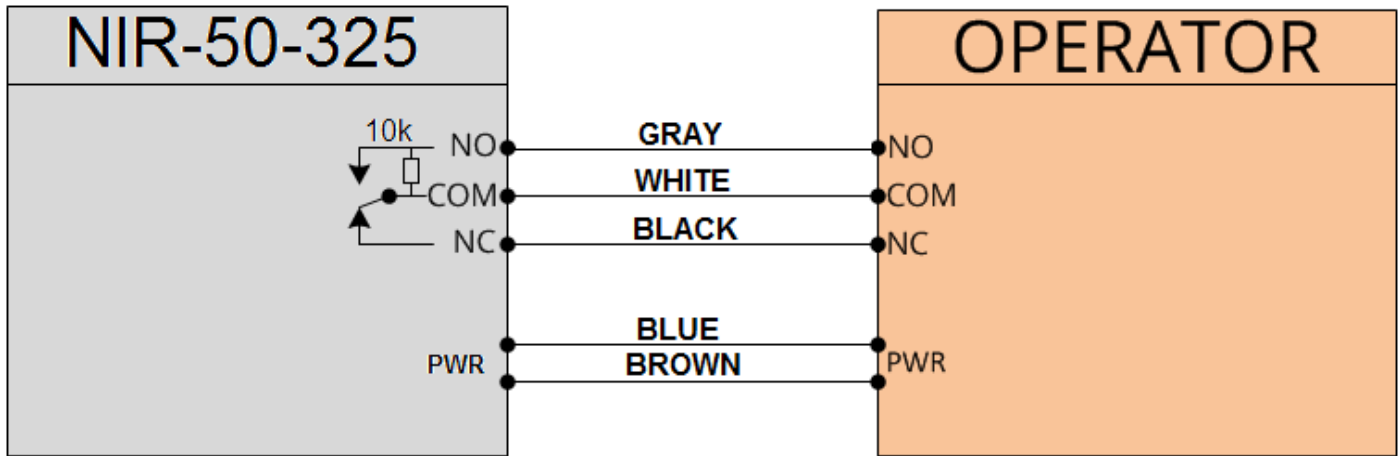 NIR-50-325 OPERATOR
10k NO GRAY NO
COM WHITE COM
NC BLACK NC
BLUE
PWR BROWN PWR